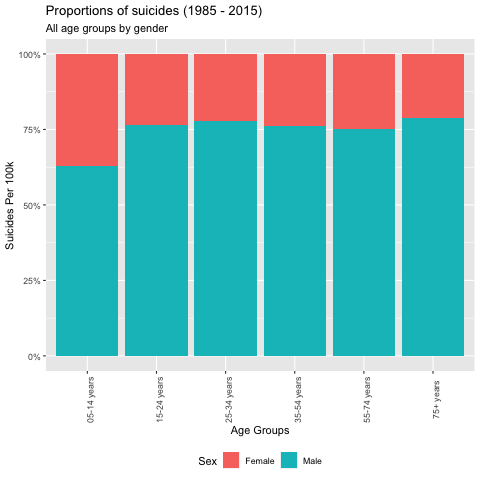 Proportions of suicides (1985 - 2015)
All age groups by gender
Suicides Per 100k
100%
75%
50%
25%
0%
05-14 years
15-24 years
25-34 years
35-54 years
55-74 years
75+ years
Age Groups
Sex Female Male